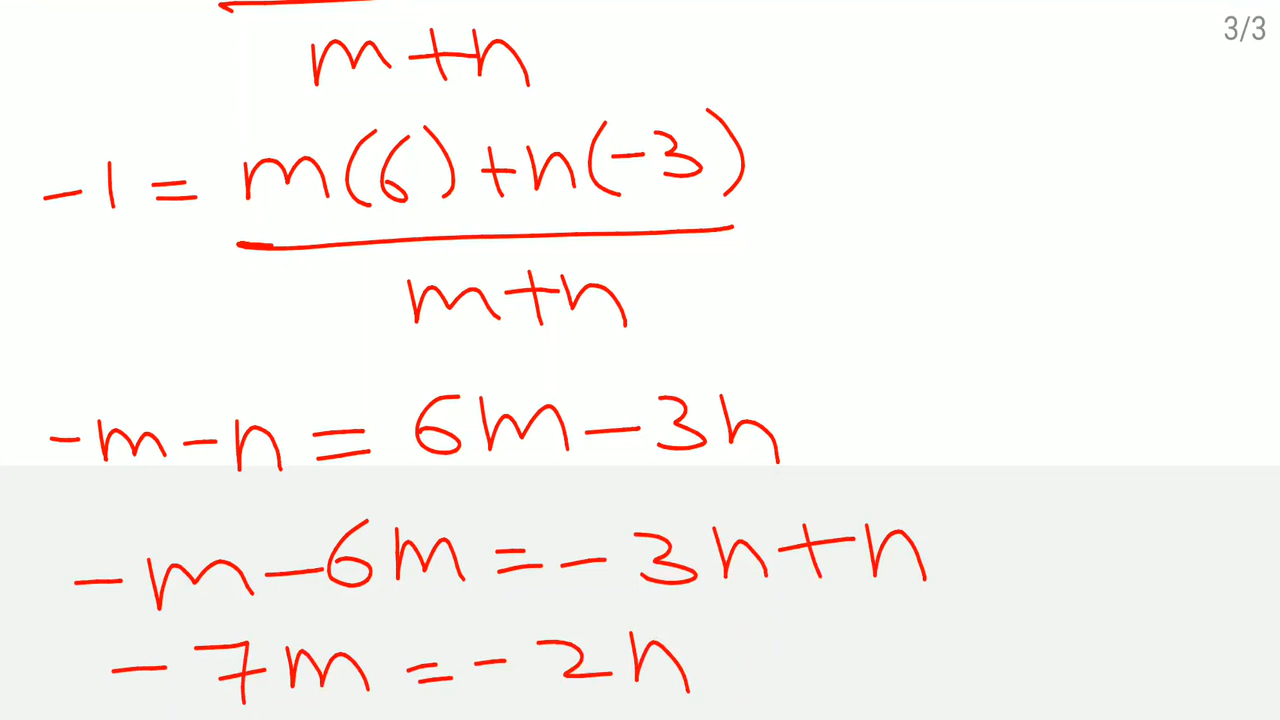 3/3
m+n
-1 = m(6)+n(-3)
m+n
-m-n = 6m-3n
-m-6m = -3n+n
-7m = -2n